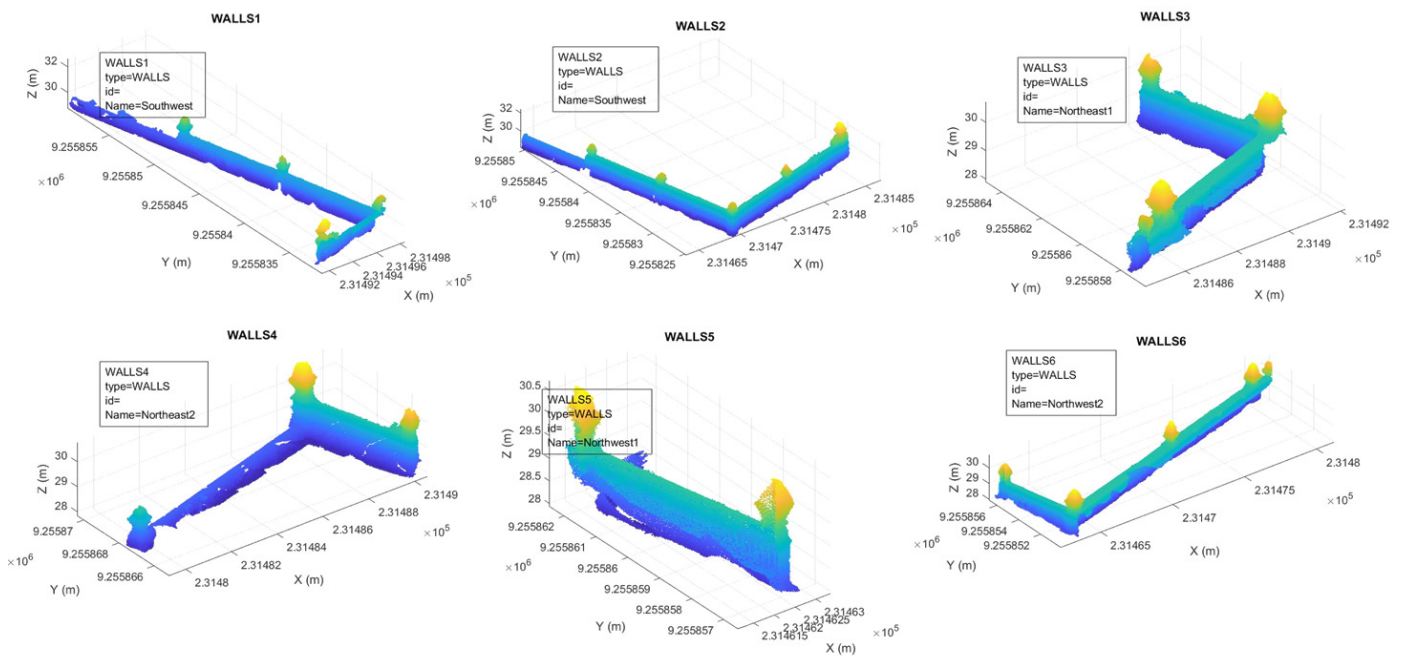 WALLS1
WALLS1
type=WALLS
id=
Name=Southwest
Z (m)
32
30
9.255855
9.25585
9.255845
9.25584
9.255835
×10⁶
Y (m)
2.31492
2.31494
2.31496
2.31498
×10⁵
X (m)
WALLS2
WALLS2
type=WALLS
id=
Name=Southwest
Z (m)
32
30
9.25585
9.255845
9.25584
9.255835
9.25583
9.255825
×10⁶
Y (m)
2.31465
2.3147
2.31475
2.3148
2.31485
×10⁵
X (m)
WALLS3
WALLS3
type=WALLS
id=
Name=Northeast1
Z (m)
30
29
28
9.255864
9.255862
9.25586
9.255858
×10⁶
Y (m)
2.31486
2.31488
2.3149
2.31492
×10⁵
X (m)
WALLS4
WALLS4
type=WALLS
id=
Name=Northeast2
Z (m)
30
29
28
9.25587
9.255868
9.255866
×10⁶
Y (m)
2.3148
2.31482
2.31484
2.31486
2.31488
2.3149
×10⁵
X (m)
WALLS5
WALLS5
type=WALLS
id=
Name=Northwest1
Z (m)
30.5
30
29.5
29
28.5
28
9.255862
9.255861
9.25586
9.255859
9.255858
9.255857
×10⁶
Y (m)
2.314615
2.31462
2.314625
2.31463
×10⁵
X (m)
WALLS6
WALLS6
type=WALLS
id=
Name=Northwest2
Z (m)
30
29
28
9.255856
9.255854
9.255852
×10⁶
Y (m)
2.31465
2.3147
2.31475
2.3148
×10⁵
X (m)